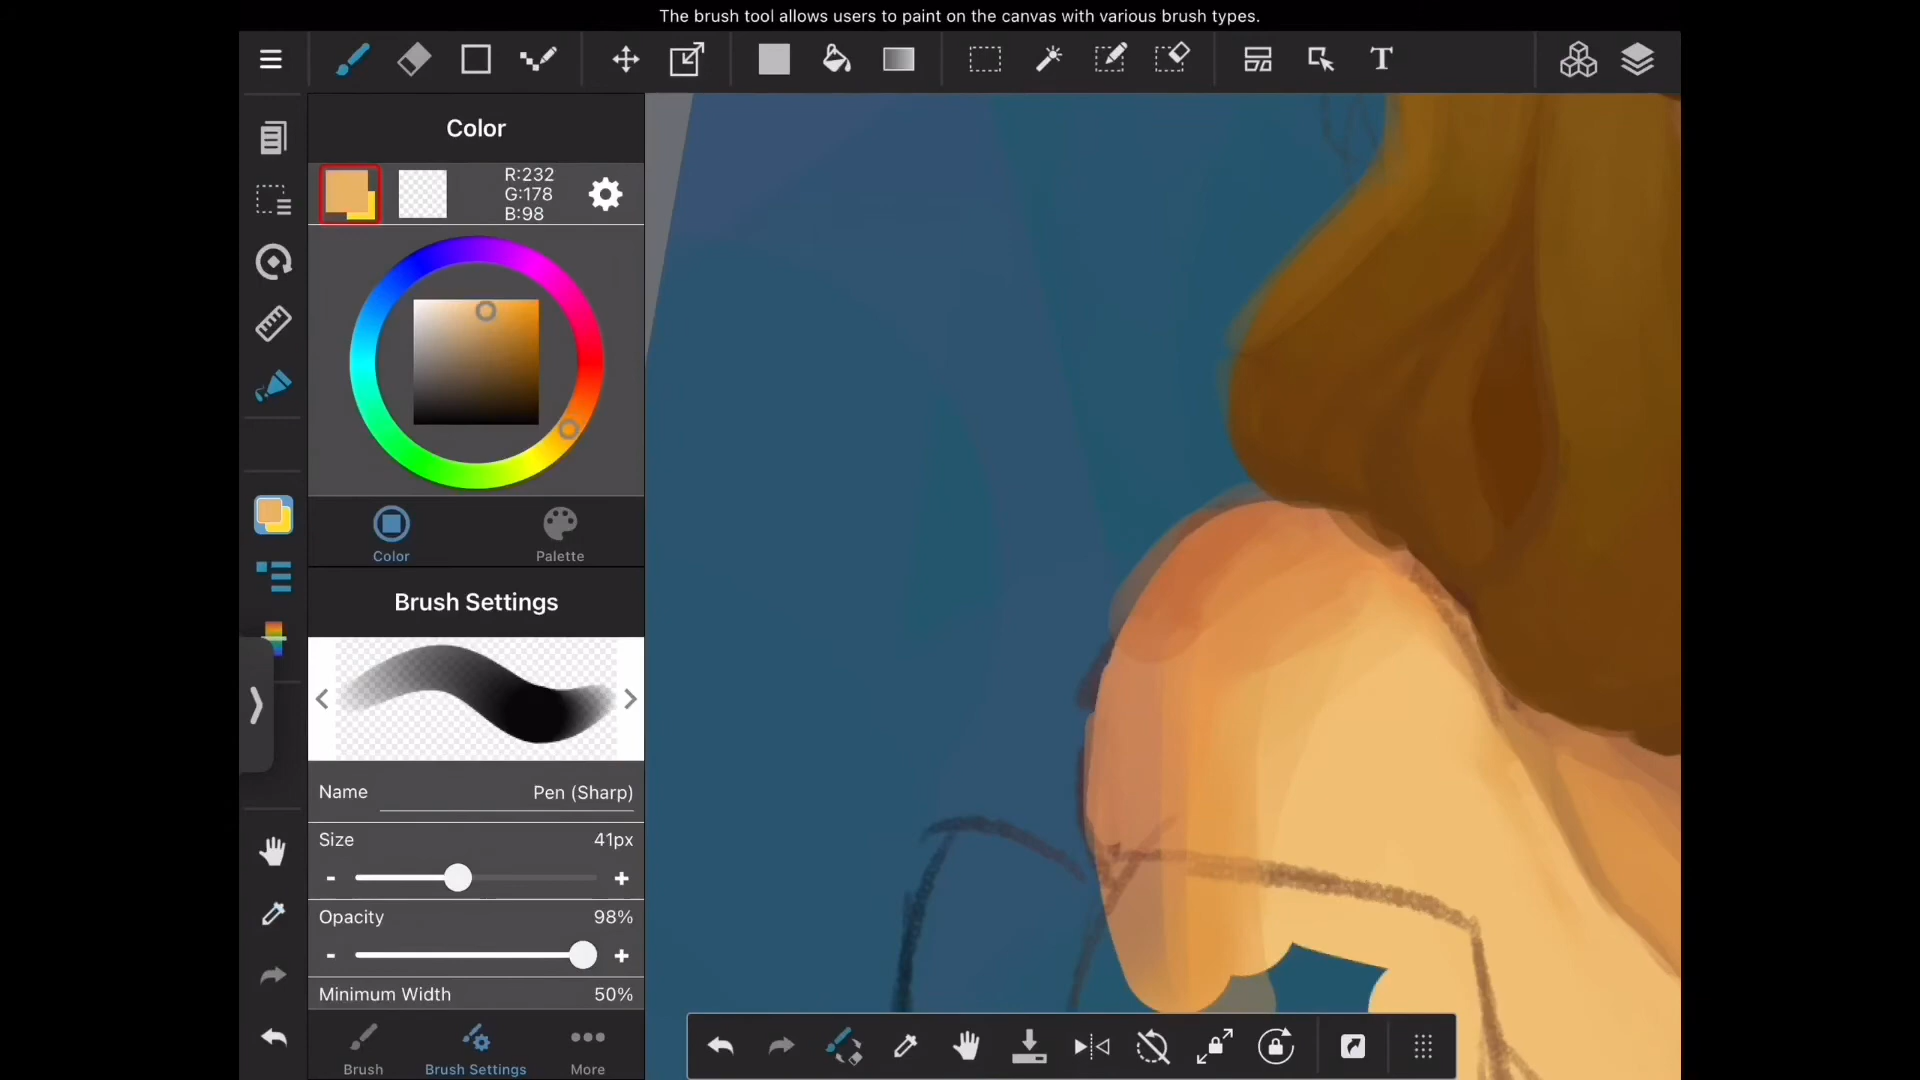 The brush tool allows users to paint on the canvas with various brush types.
T
Color
R:232
G:178
B:98
Color
Palette
Brush Settings
Name
Pen (Sharp)
Size
41px
-
+
Opacity
98%
-
+
Minimum Width
50%
Brush
Brush Settings
More